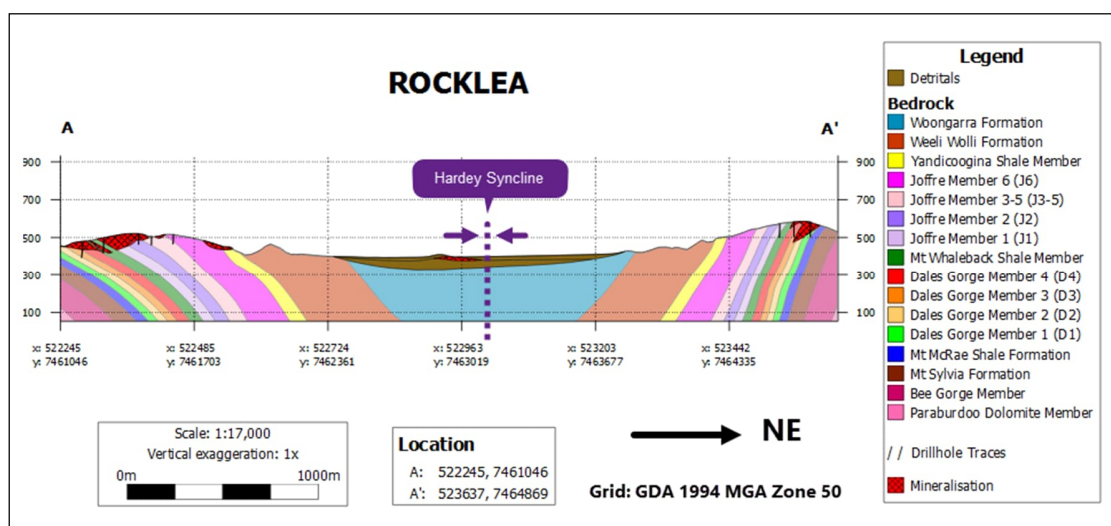 ROCKLEA
A
A'
Hardey Syncline
900
700
500
300
100
900
700
500
300
100
x: 522245
y: 7461046
x: 522485
y: 7461703
x: 522724
y: 7462361
x: 522963
y: 7463019
x: 523203
y: 7463677
x: 523442
y: 7464335
Scale: 1:17,000
Vertical exaggeration: 1x
0m 1000m
Location
A: 522245, 7461046
A': 523637, 7464869
NE
Grid: GDA 1994 MGA Zone 50
Legend
Detritals
Bedrock
Woongarra Formation
Weeli Wolli Formation
Yandicoogina Shale Member
Joffre Member 6 (J6)
Joffre Member 3-5 (J3-5)
Joffre Member 2 (J2)
Joffre Member 1 (J1)
Mt Whaleback Shale Member
Dales Gorge Member 4 (D4)
Dales Gorge Member 3 (D3)
Dales Gorge Member 2 (D2)
Dales Gorge Member 1 (D1)
Mt McRae Shale Formation
Mt Sylvia Formation
Bee Gorge Member
Paraburdoo Dolomite Member
/ / Drillhole Traces
Mineralisation